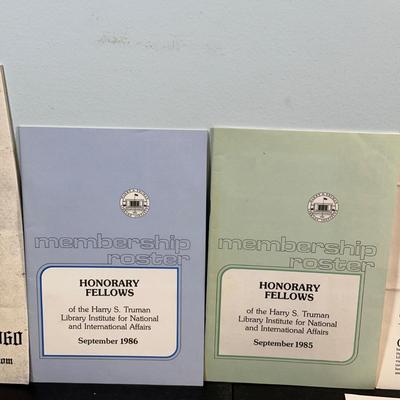 membership
roster
HONORARY
FELLOWS
of the Harry S. Truman
Library Institute for National
and International Affairs
September 1986
membership
roster
HONORARY
FELLOWS
of the Harry S. Truman
Library Institute for National
and International Affairs
September 1985